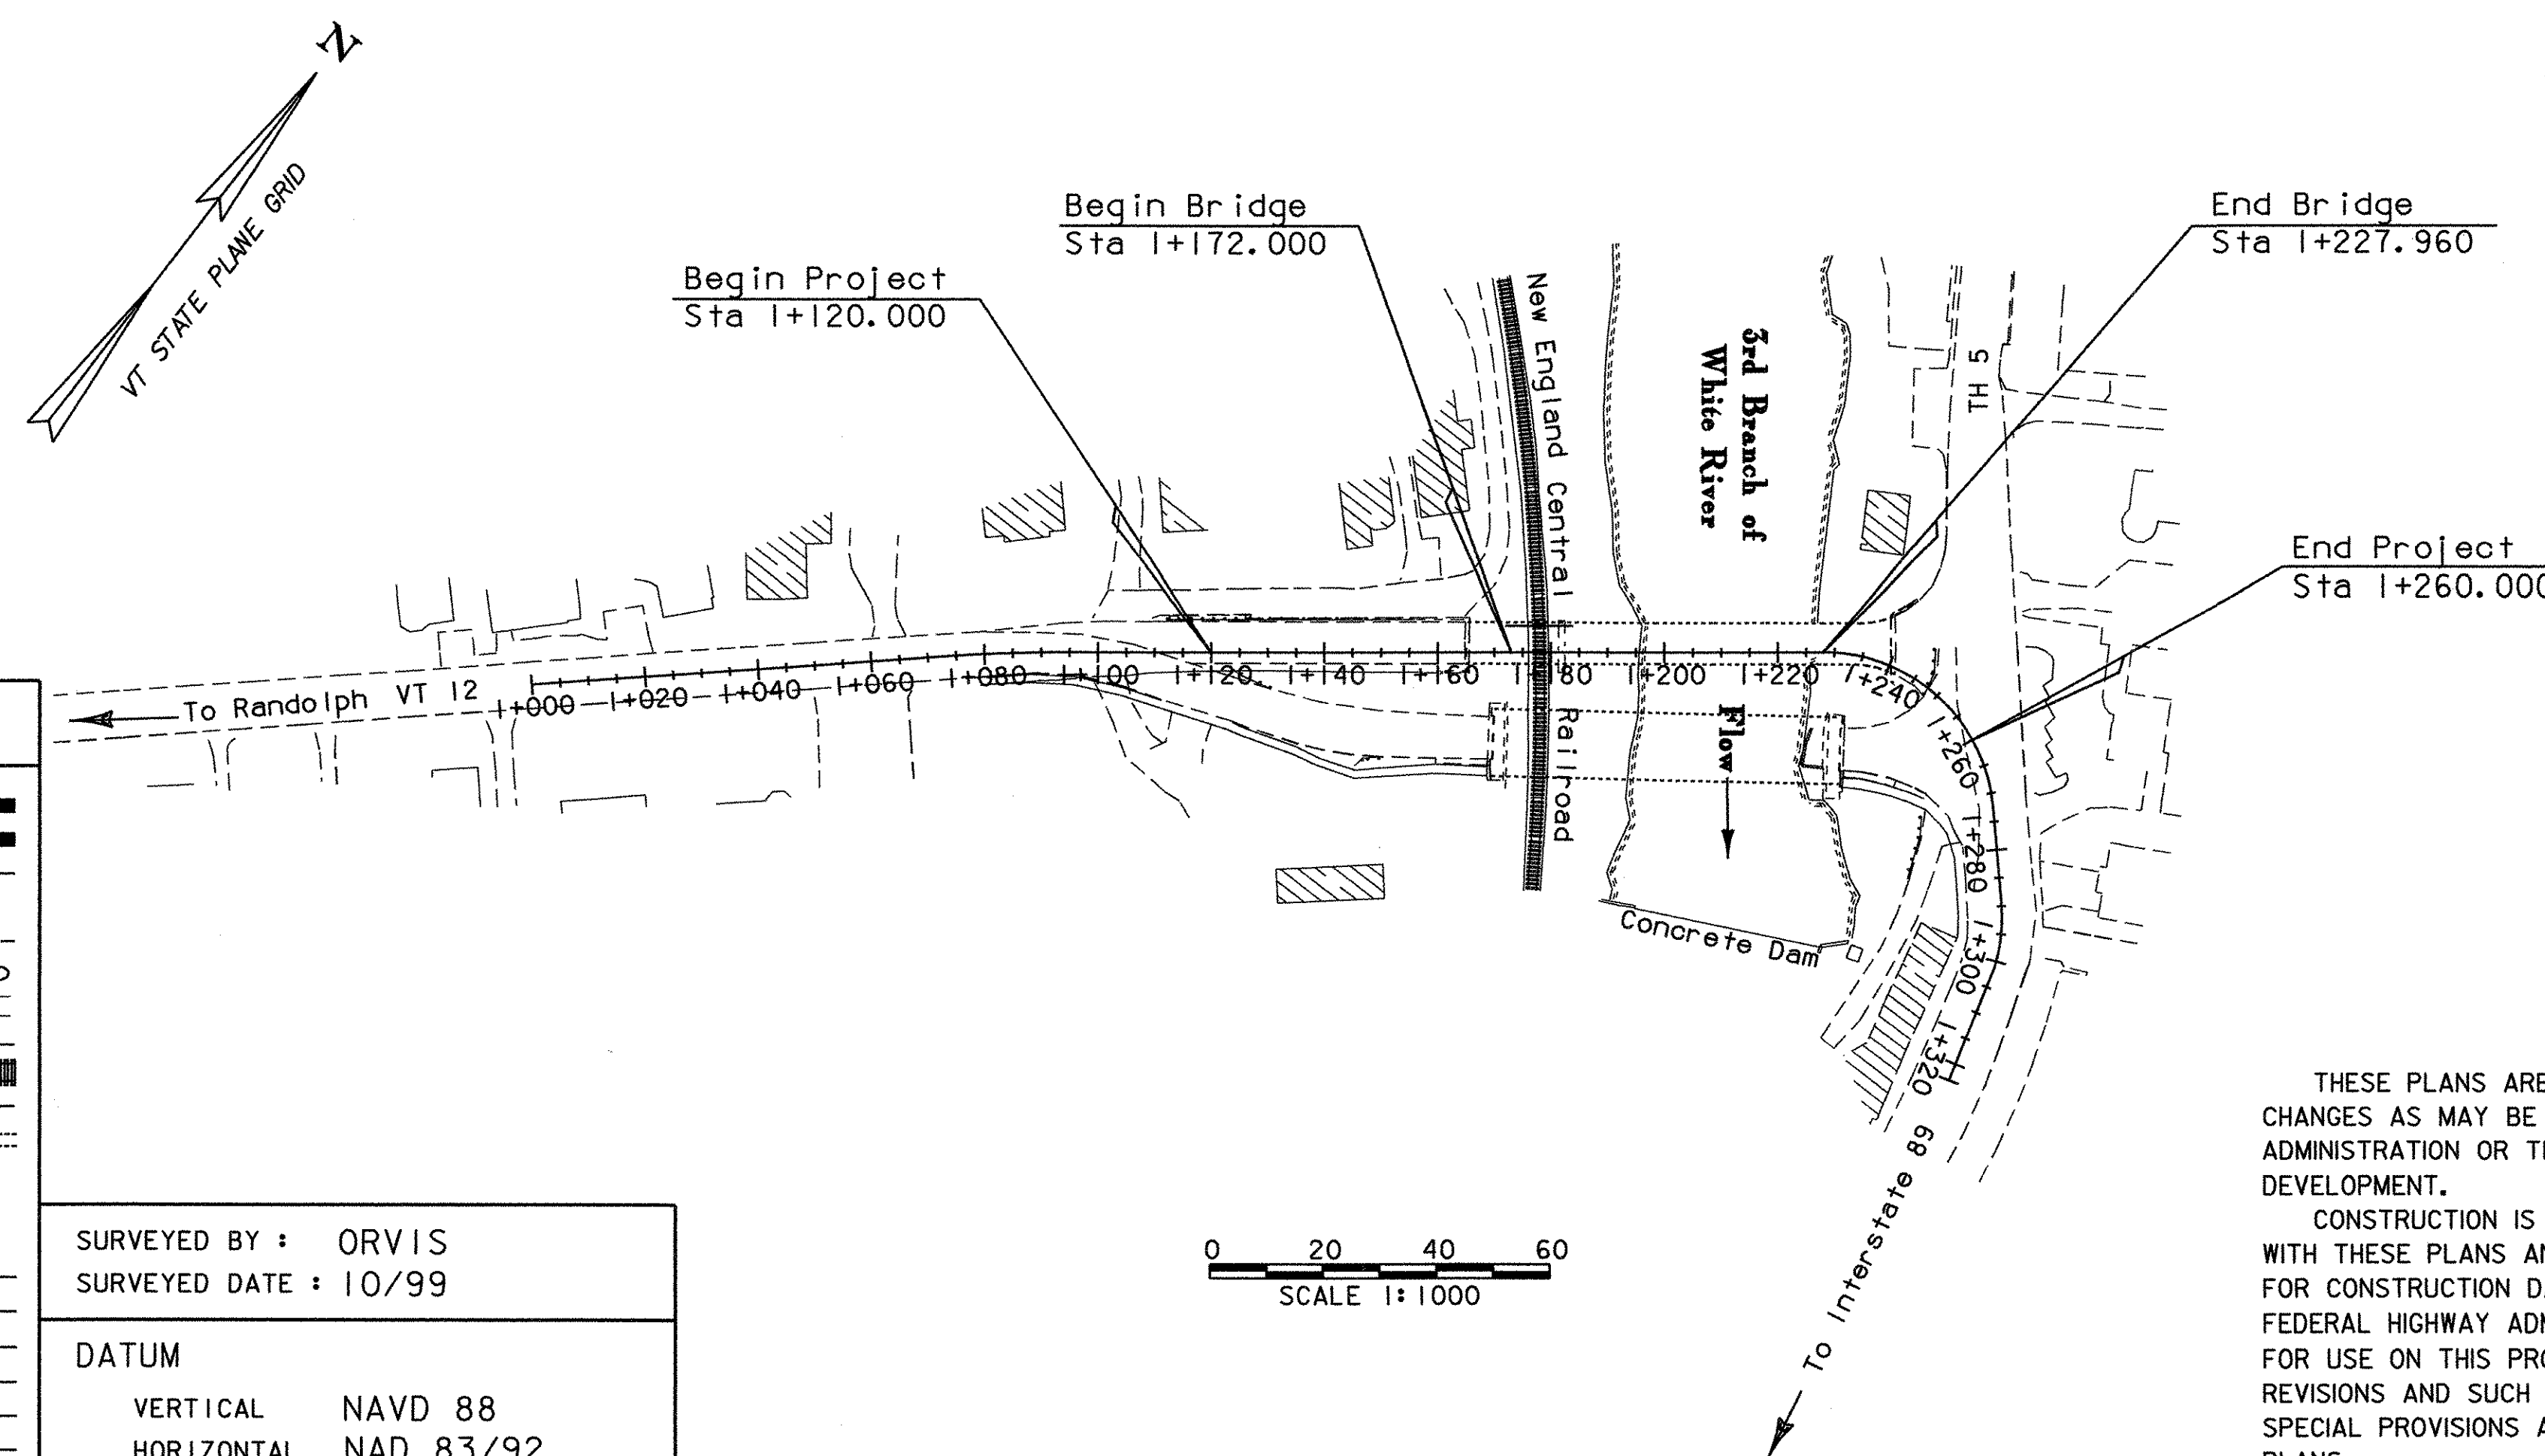 N
VT STATE PLANE GRID
Begin Bridge
Sta 1+172.000
End Bridge
Sta 1+227.960
Begin Project
Sta 1+120.000
End Project
Sta 1+260.000
New England Central Railroad
3rd Branch of
White River
TH 5
Flow
To Randolph VT 12
1+000
1+020
1+040
1+060
1+080
1+100
1+120
1+140
1+160
1+180
1+200
1+220
1+240
1+260
1+280
1+300
1+320
Concrete Dam
To Interstate 89
0 20 40 60
SCALE 1:1000
SURVEYED BY : ORVIS
SURVEYED DATE : 10/99
DATUM
VERTICAL NAVD 88
HORIZONTAL NAD 83/92
THESE PLANS ARE
CHANGES AS MAY BE
ADMINISTRATION OR
DEVELOPMENT.
CONSTRUCTION IS
WITH THESE PLANS
FOR CONSTRUCTION
FEDERAL HIGHWAY
FOR USE ON THIS
REVISIONS AND SUCH
SPECIAL PROVISIONS
PLANS